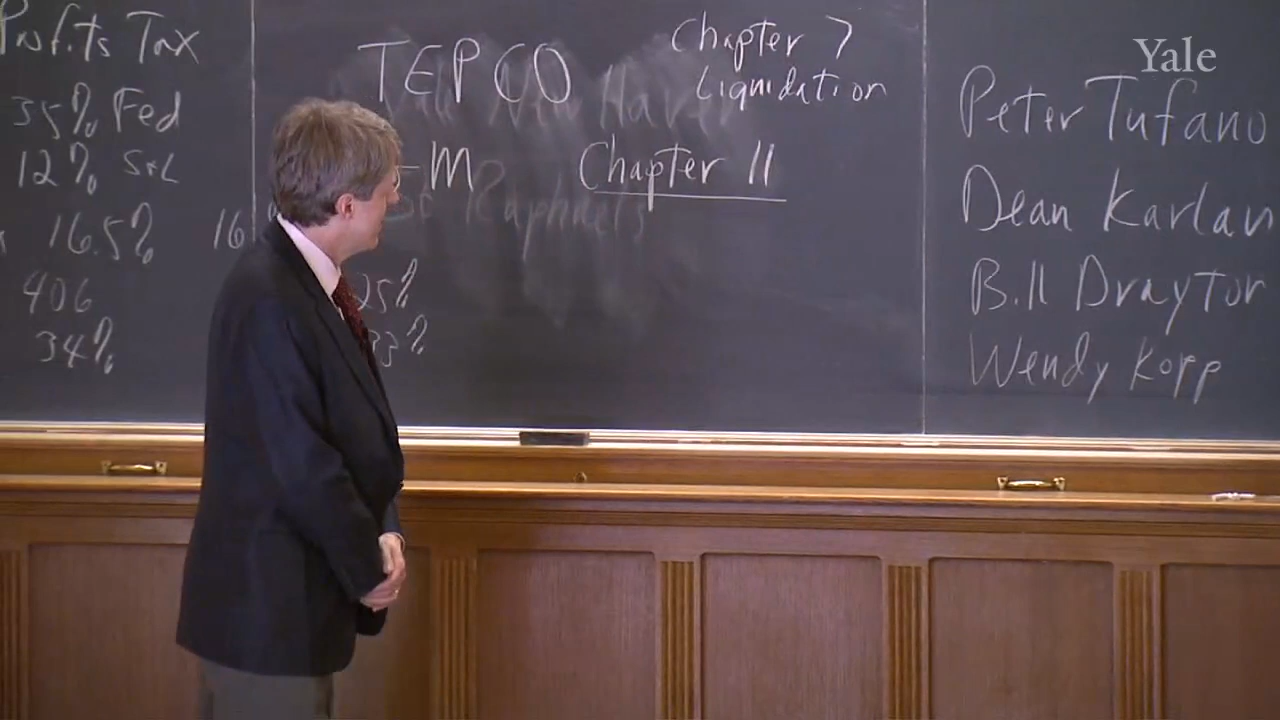 Profits Tax
35% Fed
12% S+L
16.5% 16
406 25%
34% 33%
TEPCO
-M
Chapter 7
Liquidation
Chapter 11
Yale
Peter Tufano
Dean Karlan
Bill Drayton
Wendy Kopp